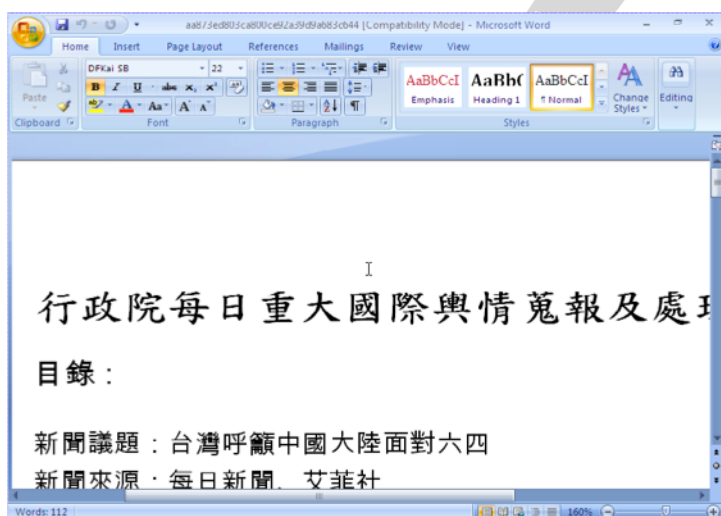 aa873ed803ca800ce92a39d9ab83cb44 [Compatibility Mode] - Microsoft Word
Home Insert Page Layout References Mailings Review View
DFKai SB 22
Paste
B I U abe x, x'
Aa A A
AaBbCcI AaBb( AaBbCcI
Emphasis Heading 1 ¶ Normal
Change Styles
Editing
Clipboard Font Paragraph Styles
行政院每日重大國際輿情蒐報及處理
目錄：
新聞議題：台灣呼籲中國大陸面對六四
新聞來源：每日新聞、艾菲社
Words: 112 160%